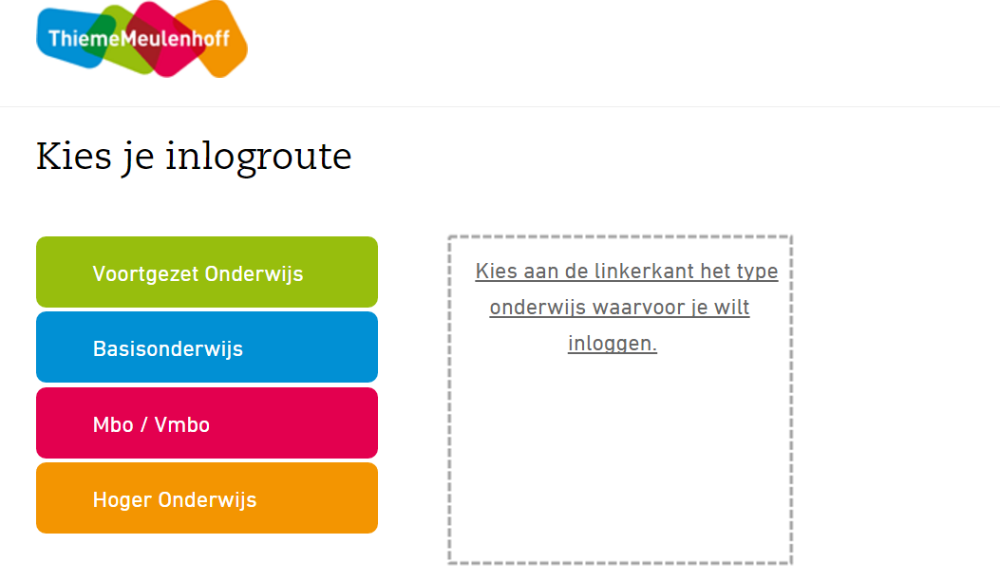 ThiemeMeulenhoff
Kies je inlogroute
Voortgezet Onderwijs
Basisonderwijs
Mbo / Vmbo
Hoger Onderwijs
Kies aan de linkerkant het type
onderwijs waarvoor je wilt
inloggen.